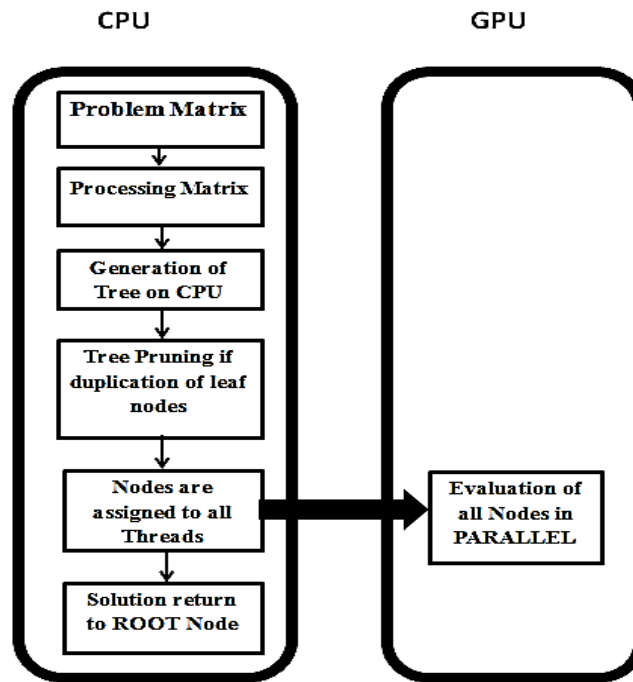 CPU
GPU
Problem Matrix
Processing Matrix
Generation of
Tree on CPU
Tree Pruning if
duplication of leaf
nodes
Nodes are
assigned to all
Threads
Evaluation of
all Nodes in
PARALLEL
Solution return
to ROOT Node